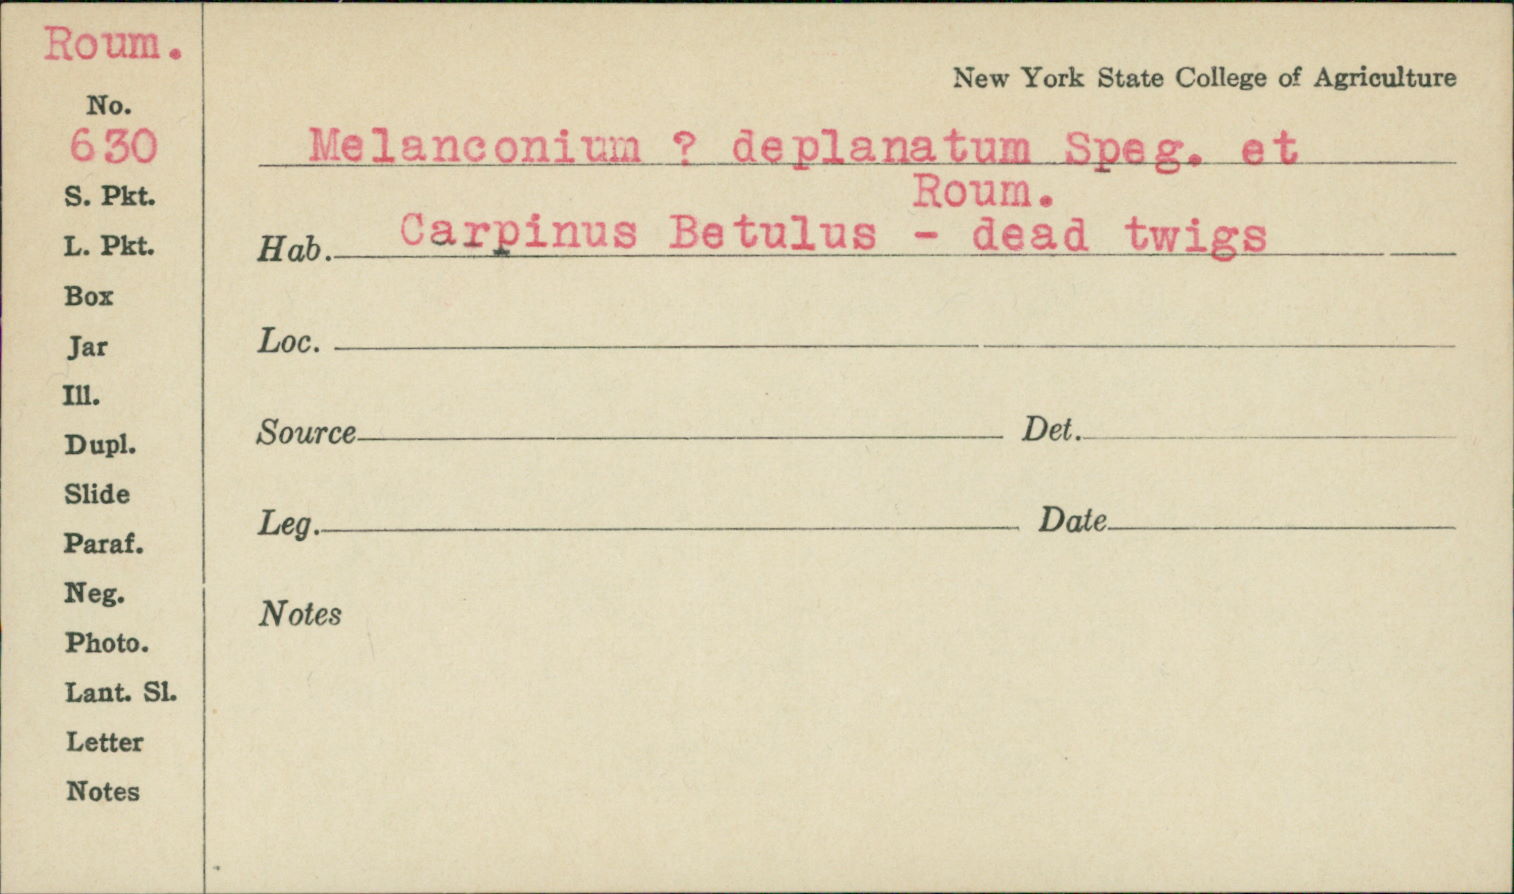 Roum.
No.
630
S. Pkt.
L. Pkt.
Box
Jar
Ill.
Dupl.
Slide
Paraf.
Neg.
Photo.
Lant. Sl.
Letter
Notes
New York State College of Agriculture
Melanconium ? deplanatum Speg. et
Roum.
Hab. Carpinus Betulus - dead twigs
Loc.
Source Det.
Leg. Date
Notes